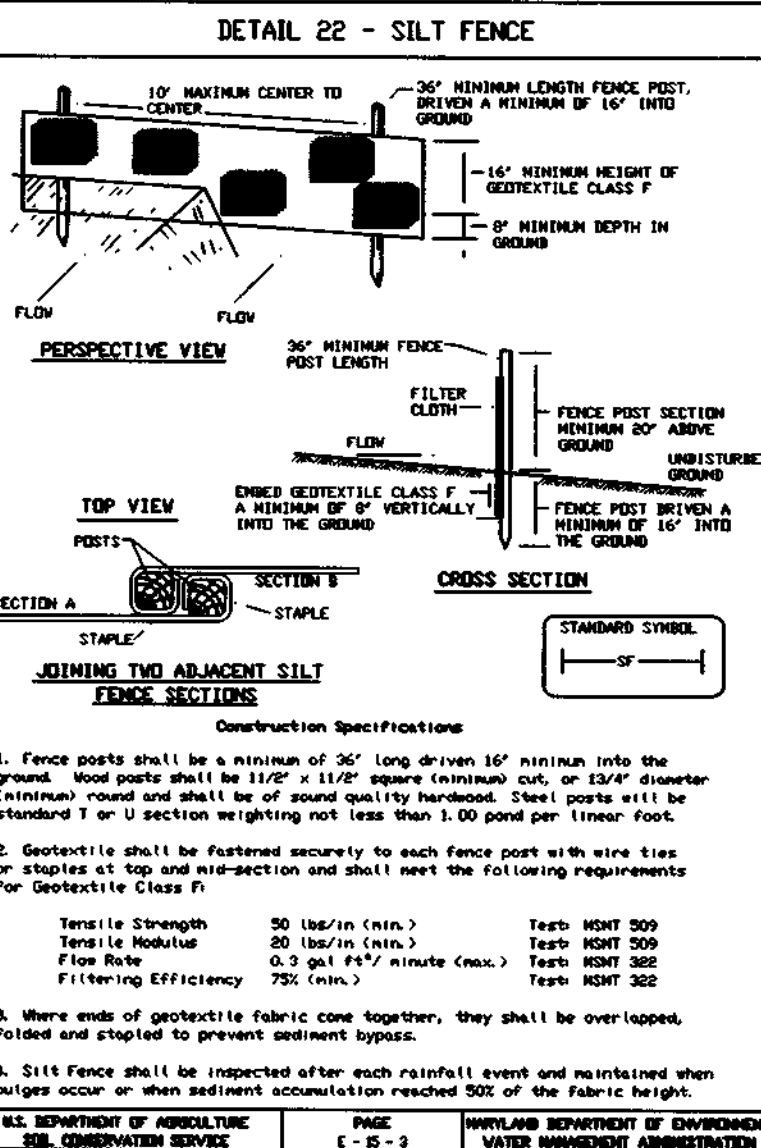 DETAIL 22 - SILT FENCE
10" MAXIMUM CENTER TO
CENTER
36" MINIMUM LENGTH FENCE POST,
DRIVEN A MINIMUM OF 16" INTO
GROUND
16" MINIMUM HEIGHT OF
GEOTEXTILE CLASS F
8" MINIMUM DEPTH IN
GROUND
FLOW
FLOW
PERSPECTIVE VIEW
36" MINIMUM FENCE
POST LENGTH
FILTER
CLOTH
FENCE POST SECTION
MINIMUM 20" ABOVE
GROUND
FLOW
UNDISTURBE
GROUND
EMBED GEOTEXTILE CLASS F
A MINIMUM OF 8" VERTICALLY
INTO THE GROUND
FENCE POST DRIVEN A
MINIMUM OF 16" INTO
THE GROUND
CROSS SECTION
TOP VIEW
POSTS
SECTION B
ECTION A
STAPLE
STAPLE
JOINING TWO ADJACENT SILT
FENCE SECTIONS
STANDARD SYMBOL
SF
Construction Specifications
1. Fence posts shall be a minimum of 36" long driven 16" minimum into the
ground. Wood posts shall be 11/2" x 11/2" square (minimum) cut, or 13/4" diameter
(minimum) round and shall be of sound quality hardwood. Steel posts will be
standard T or U section weighting not less than 1.00 pond per linear foot.
2. Geotextile shall be fastened securely to each fence post with wire ties
or staples at top and mid-section and shall meet the following requirements
for Geotextile Class F:
Tensile Strength 50 lbs/in (min.) Test: MSMT 509
Tensile Modulus 20 lbs/in (min.) Test: MSMT 509
Flow Rate 0.3 gal ft²/ minute (max.) Test: MSMT 322
Filtering Efficiency 75% (min.) Test: MSMT 322
3. Where ends of geotextile fabric come together, they shall be overlapped,
folded and stapled to prevent sediment bypass.
4. Silt Fence shall be inspected after each rainfall event and maintained when
bulges occur or when sediment accumulation reached 50% of the fabric height.
U.S. DEPARTMENT OF AGRICULTURE
SOIL CONSERVATION SERVICE
PAGE
E - 15 - 3
MARYLAND DEPARTMENT OF ENVIRONMEN
WATER MANAGEMENT ADMINISTRATION